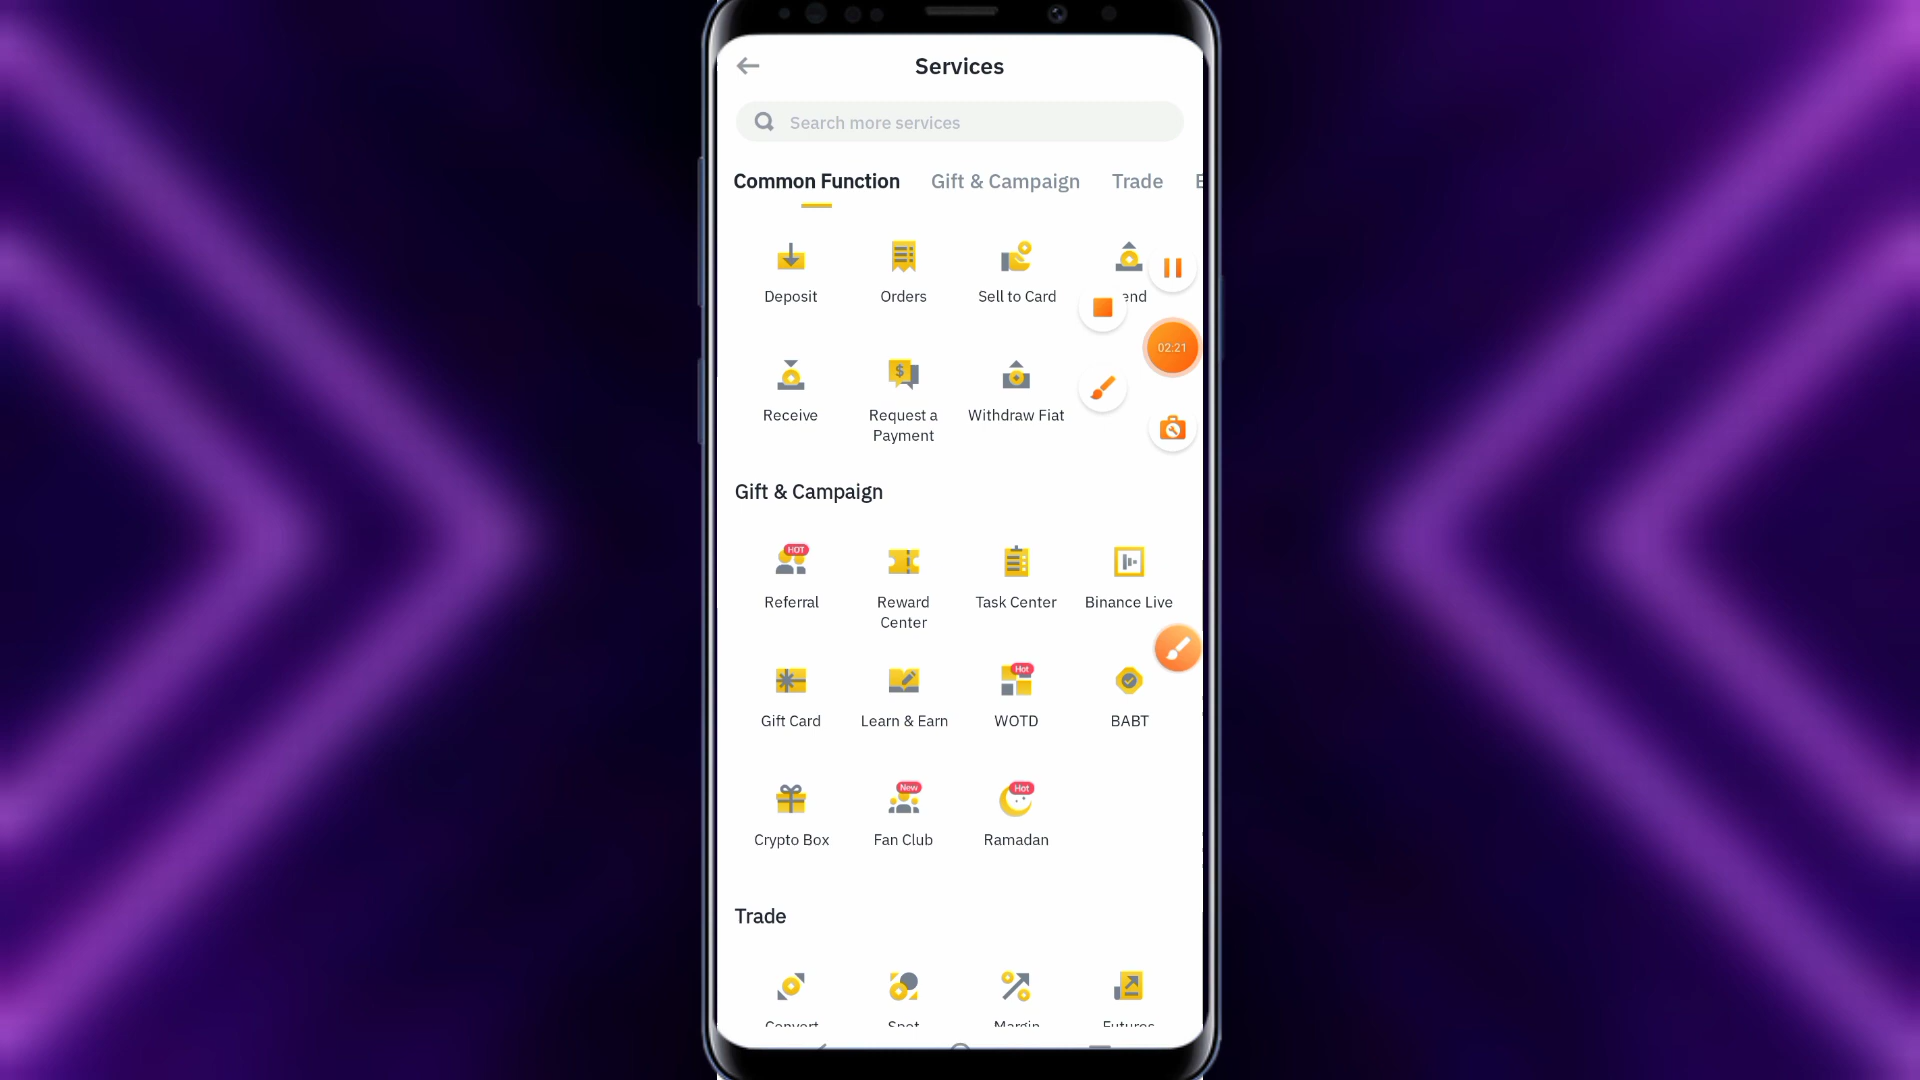 Services
Search more services
Common Function Gift & Campaign Trade
Deposit Orders Sell to Card end
02:21
Receive Request a Payment Withdraw Fiat
$
Gift & Campaign
HOT
Referral Reward Center Task Center Binance Live
Hot
Gift Card Learn & Earn WOTD BABT
New Hot
Crypto Box Fan Club Ramadan
Trade
Convert Spot Margin Futures